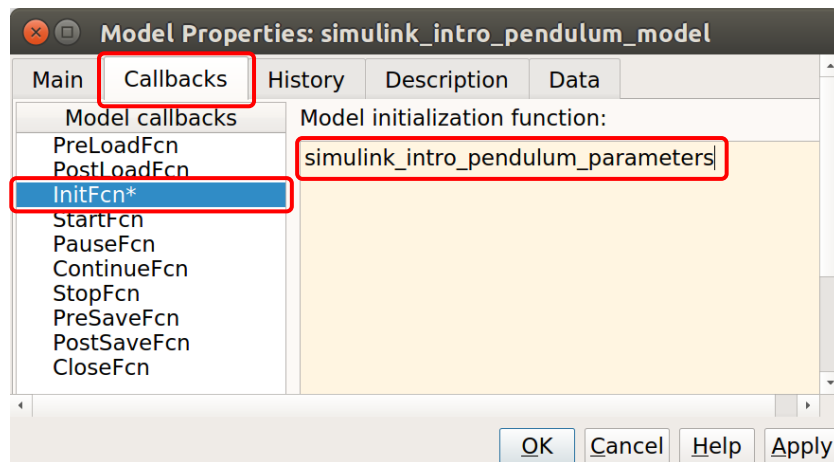 Model Properties: simulink_intro_pendulum_model
Main Callbacks History Description Data
Model callbacks
Model initialization function:
PreLoadFcn
simulink_intro_pendulum_parameters
PostLoadFcn
InitFcn*
StartFcn
PauseFcn
ContinueFcn
StopFcn
PreSaveFcn
PostSaveFcn
CloseFcn
OK Cancel Help Apply